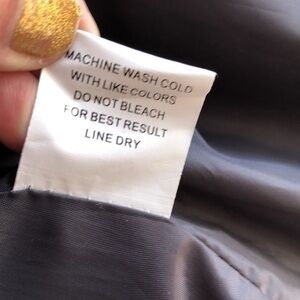 MACHINE WASH COLD
WITH LIKE COLORS
DO NOT BLEACH
FOR BEST RESULT
LINE DRY